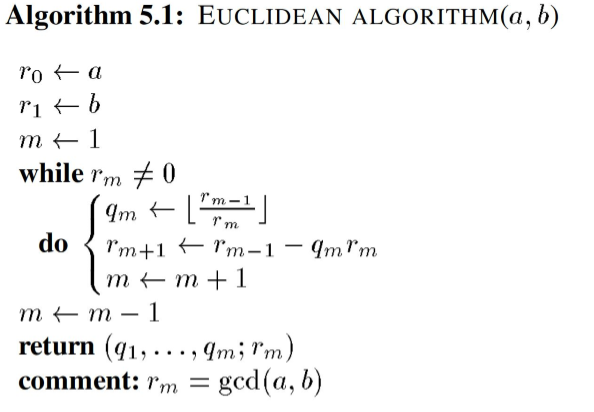 Algorithm 5.1: EUCLIDEAN ALGORITHM(a, b)
r₀ ← a
r₁ ← b
m ← 1
while rₘ ≠ 0
qₘ ← ⌊rₘ₋₁/rₘ⌋
do { rₘ₊₁ ← rₘ₋₁ − qₘrₘ
m ← m + 1
m ← m − 1
return (q₁, . . . , qₘ; rₘ)
comment: rₘ = gcd(a, b)